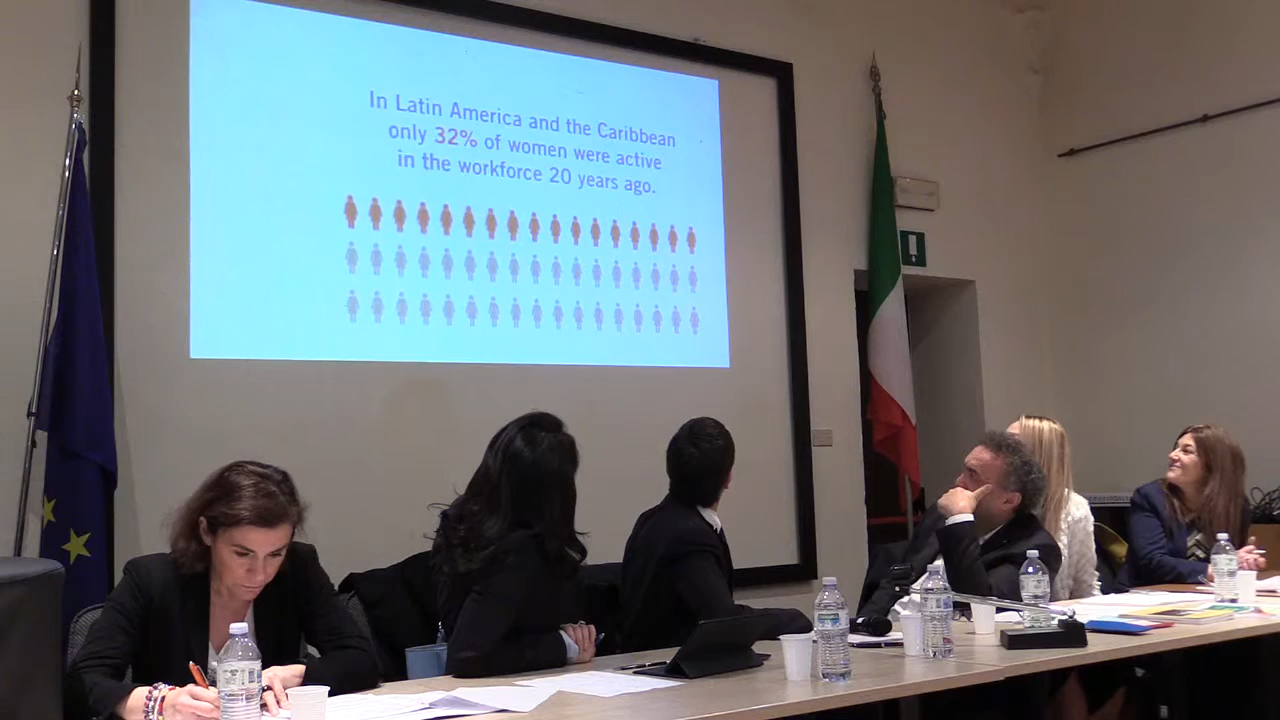 In Latin America and the Caribbean
only 32% of women were active
in the workforce 20 years ago.